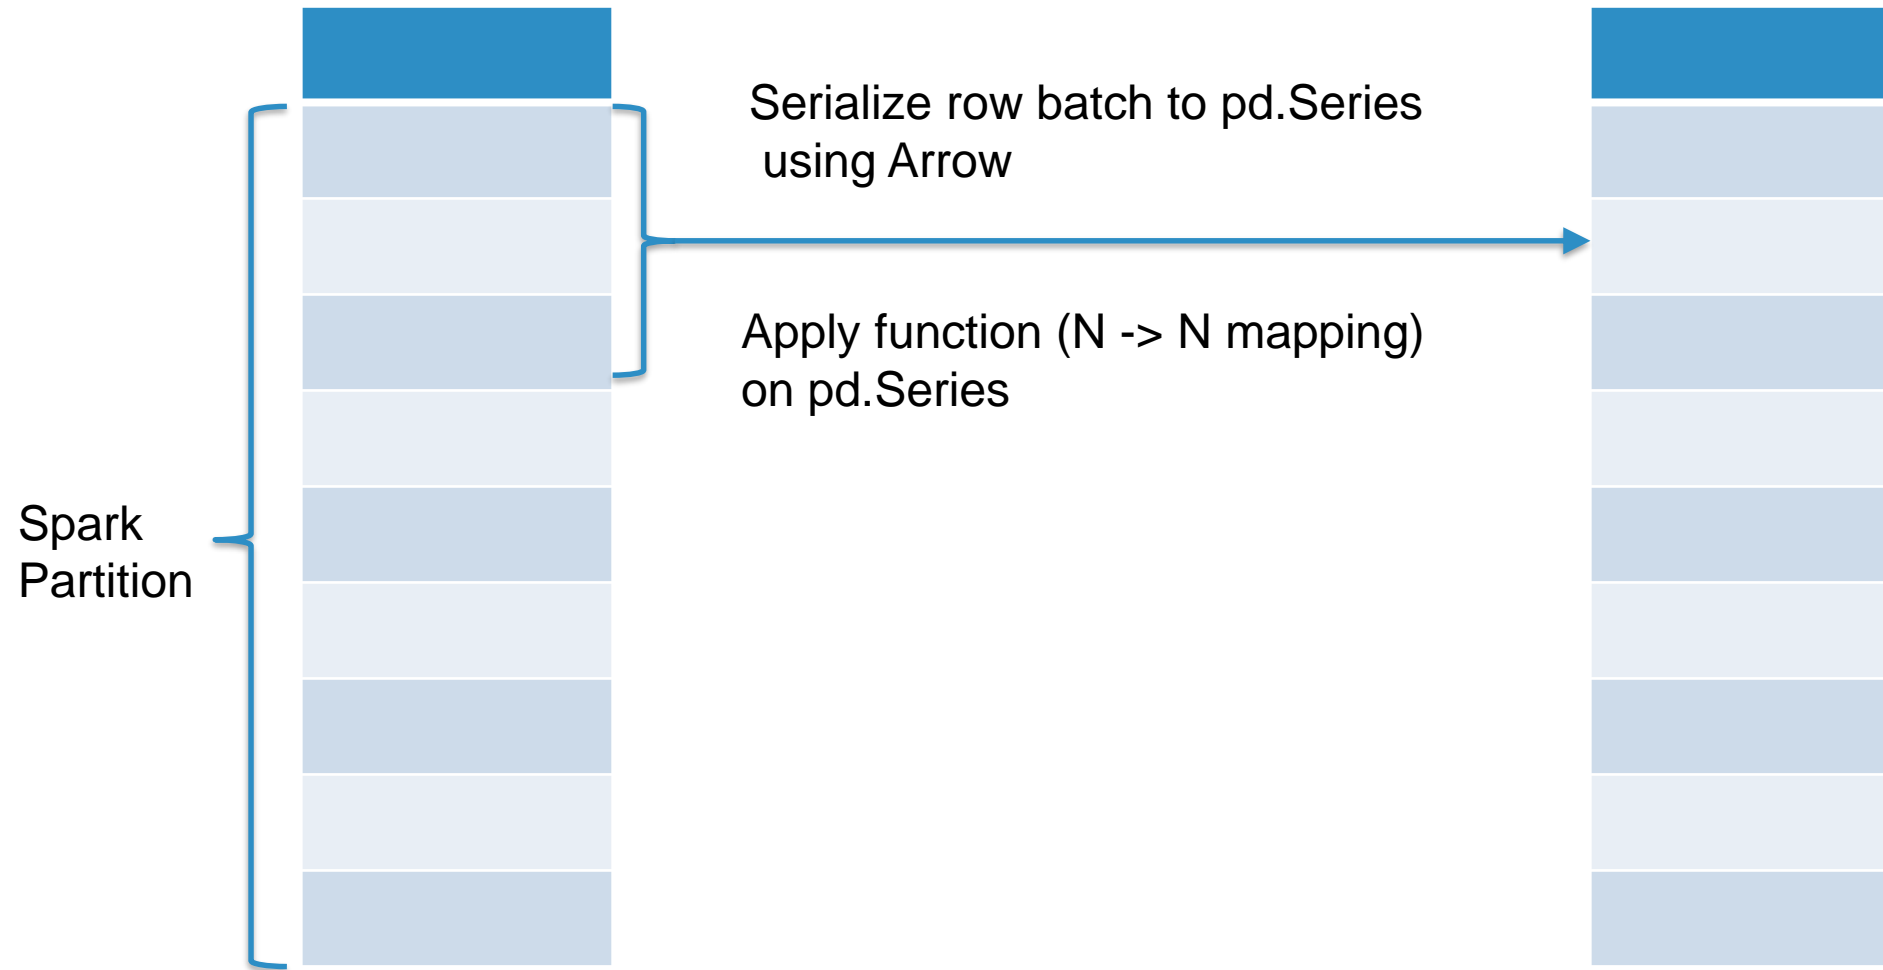 Serialize row batch to pd.Series
using Arrow
Apply function (N -> N mapping)
on pd.Series
Spark
Partition